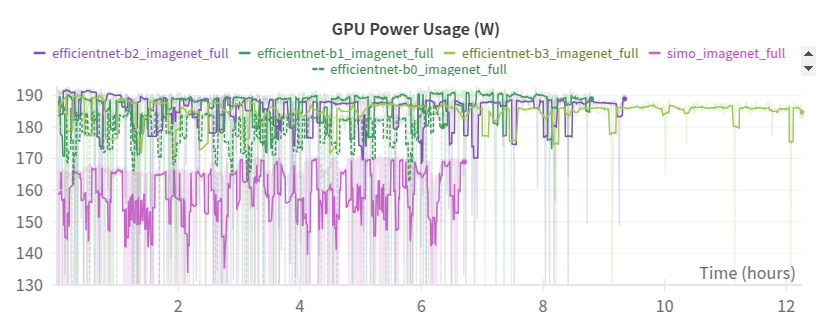 GPU Power Usage (W)
efficientnet-b2_imagenet_full efficientnet-b1_imagenet_full efficientnet-b3_imagenet_full simo_imagenet_full
efficientnet-b0_imagenet_full
190
180
170
160
150
140
130
Time (hours)
2 4 6 8 10 12